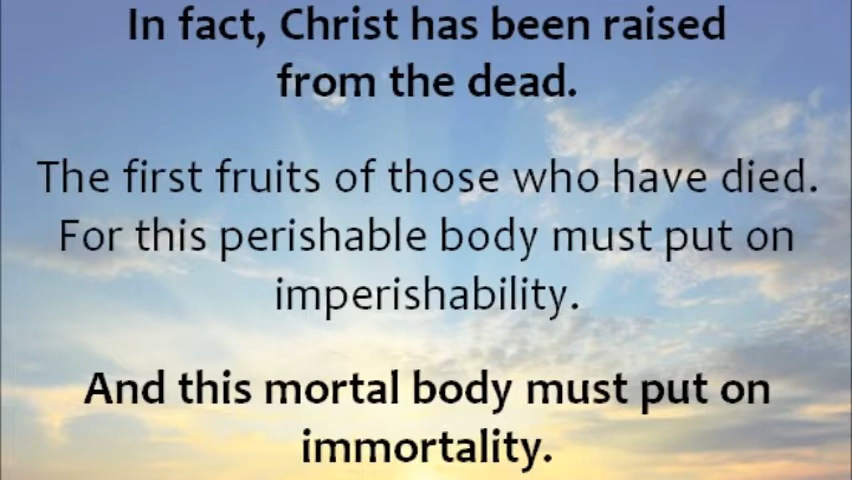 In fact, Christ has been raised
from the dead.
The first fruits of those who have died.
For this perishable body must put on
imperishability.
And this mortal body must put on
immortality.